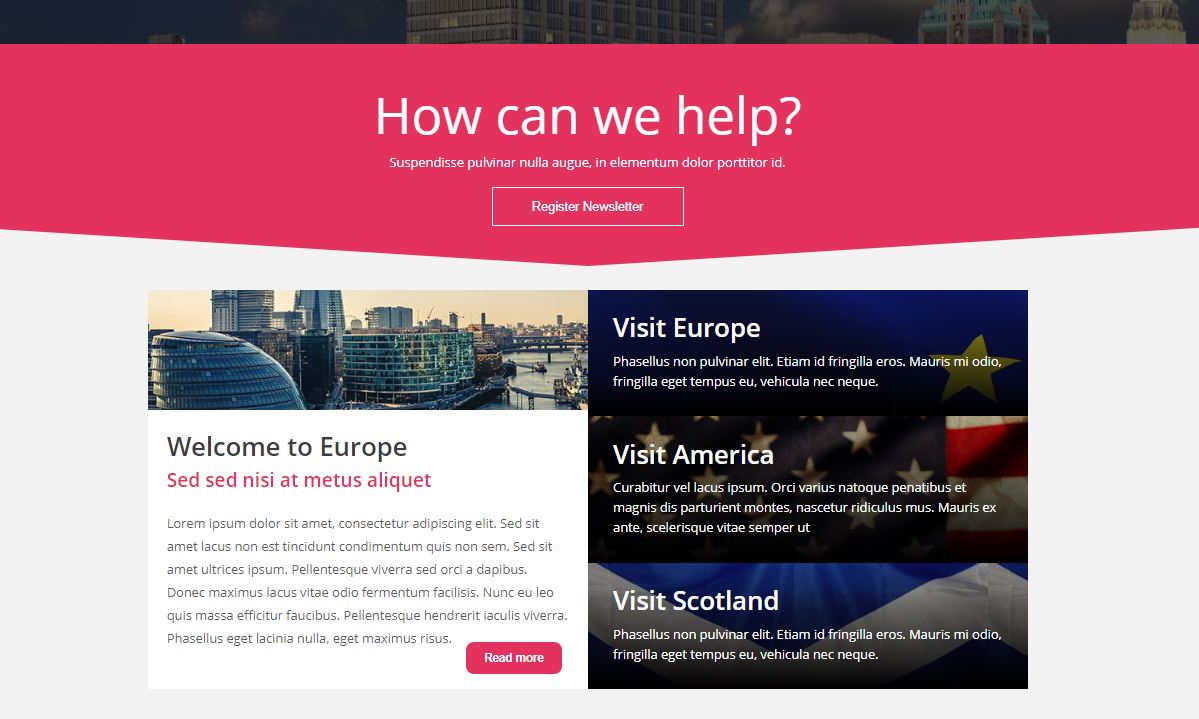 How can we help?
Suspendisse pulvinar nulla augue, in elementum dolor porttitor id.
Register Newsletter
Welcome to Europe
Sed sed nisi at metus aliquet
Lorem ipsum dolor sit amet, consectetur adipiscing elit. Sed sit
amet lacus non est tincidunt condimentum quis non sem. Sed sit
amet ultrices ipsum. Pellentesque viverra sed orci a dapibus.
Donec maximus lacus vitae odio fermentum facilisis. Nunc eu leo
quis massa efficitur faucibus. Pellentesque hendrerit iaculis viverra.
Phasellus eget lacinia nulla, eget maximus risus.
Read more
Visit Europe
Phasellus non pulvinar elit. Etiam id fringilla eros. Mauris mi odio,
fringilla eget tempus eu, vehicula nec neque.
Visit America
Curabitur vel lacus ipsum. Orci varius natoque penatibus et
magnis dis parturient montes, nascetur ridiculus mus. Mauris ex
ante, scelerisque vitae semper ut
Visit Scotland
Phasellus non pulvinar elit. Etiam id fringilla eros. Mauris mi odio,
fringilla eget tempus eu, vehicula nec neque.